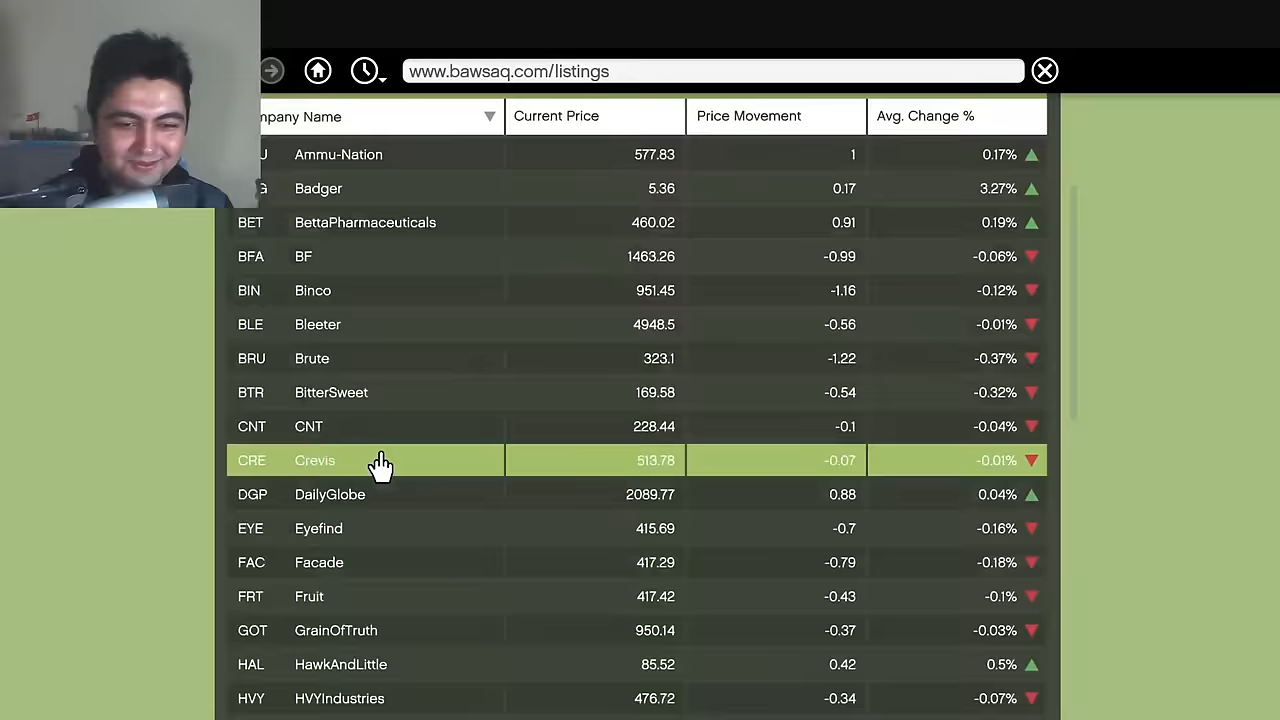 www.bawsaq.com/listings
mpany Name Current Price Price Movement Avg. Change %
U Ammu-Nation 577.83 1 0.17%
G Badger 5.36 0.17 3.27%
BET BettaPharmaceuticals 460.02 0.91 0.19%
BFA BF 1463.26 -0.99 -0.06%
BIN Binco 951.45 -1.16 -0.12%
BLE Bleeter 4948.5 -0.56 -0.01%
BRU Brute 323.1 -1.22 -0.37%
BTR BitterSweet 169.58 -0.54 -0.32%
CNT CNT 228.44 -0.1 -0.04%
CRE Crevis 513.78 -0.07 -0.01%
DGP DailyGlobe 2089.77 0.88 0.04%
EYE Eyefind 415.69 -0.7 -0.16%
FAC Facade 417.29 -0.79 -0.18%
FRT Fruit 417.42 -0.43 -0.1%
GOT GrainOfTruth 950.14 -0.37 -0.03%
HAL HawkAndLittle 85.52 0.42 0.5%
HVY HVYIndustries 476.72 -0.34 -0.07%